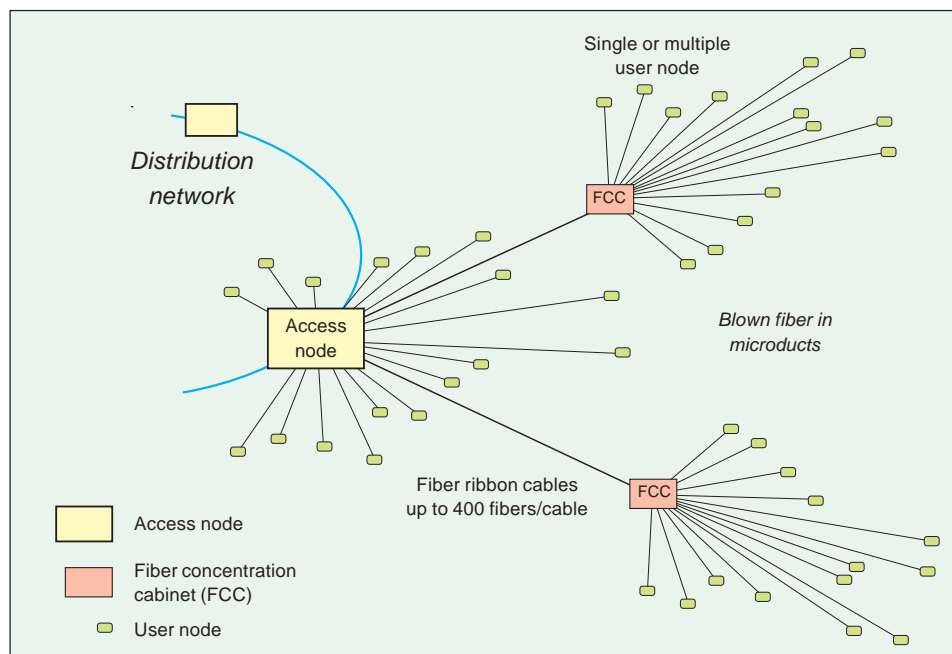 Single or multiple
user node
Distribution
network
FCC
Access
node
Blown fiber in
microducts
Fiber ribbon cables
up to 400 fibers/cable
FCC
Access node
Fiber concentration
cabinet (FCC)
User node